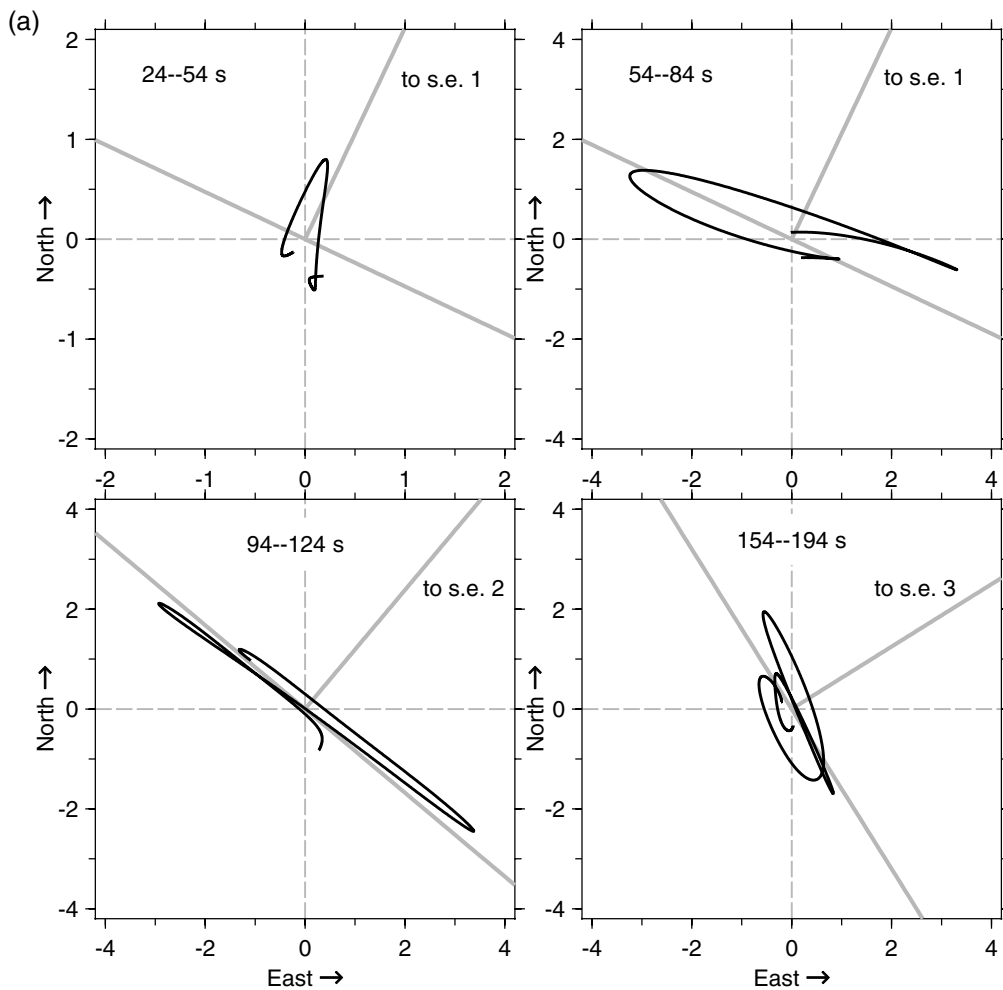 (a)
24--54 s
to s.e. 1
North →
2
1
0
-1
-2
-2
-1
0
1
2
54--84 s
to s.e. 1
North →
4
2
0
-2
-4
-4
-2
0
2
4
94--124 s
to s.e. 2
North →
4
2
0
-2
-4
-4
-2
0
2
4
East →
154--194 s
to s.e. 3
North →
4
2
0
-2
-4
-4
-2
0
2
4
East →